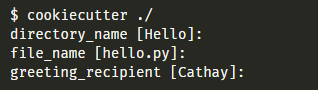 $ cookiecutter ./
directory_name [Hello]:
file_name [hello.py]:
greeting_recipient [Cathay]: